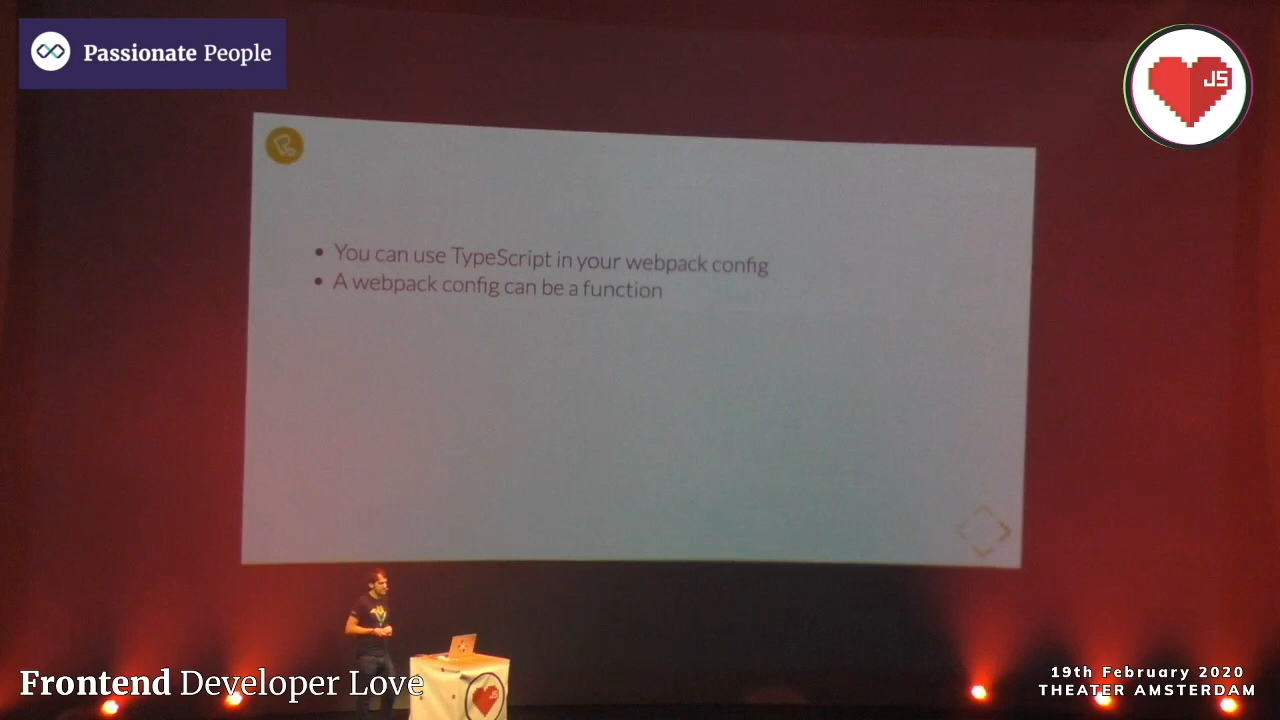 Passionate People
JS
• You can use TypeScript in your webpack config
• A webpack config can be a function
JS
Frontend Developer Love
19th February 2020
THEATER AMSTERDAM